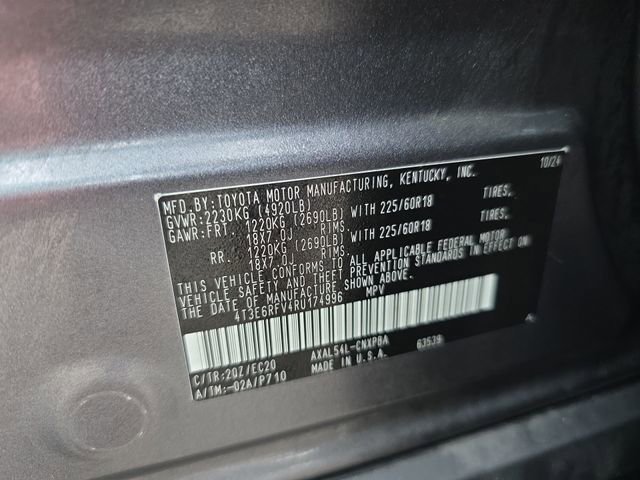 MFD. BY: TOYOTA MOTOR MANUFACTURING, KENTUCKY, INC. 10/24
GVWR: 2230KG (4920LB)
GAWR: FRT. 1220KG (2690LB) WITH 225/60R18 TIRES.
18X7.0J RIMS.
RR. 1220KG (2690LB) WITH 225/60R18 TIRES.
18X7.0J RIMS.
THIS VEHICLE CONFORMS TO ALL APPLICABLE FEDERAL MOTOR
VEHICLE SAFETY AND THEFT PREVENTION STANDARDS IN EFFECT ON
THE DATE OF MANUFACTURE SHOWN ABOVE.
4T3E6RFV4RU174996 MPV
C/TR: 2QZ/EC20 AXAL54L-CNXPBA 63539
A/TM: -02A/P710 MADE IN U.S.A.